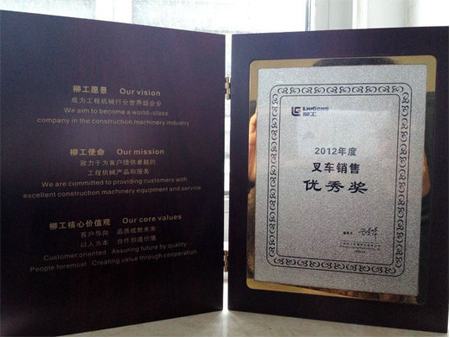 柳工愿景 Our vision
成为工程机械行业世界级企业
We aim to become a world-class
company in the construction machinery industry
柳工使命 Our mission
致力于为客户提供卓越的
工程机械产品和服务
We are committed to providing customers with
excellent construction machinery equipment and service
柳工核心价值观 Our core values
客户导向 品质成就未来
以人为本 合作创造价值
Customer oriented Assuring future by quality
People foremost Creating value through cooperation
LiuGong
柳工
2012年度
叉车销售
优秀奖